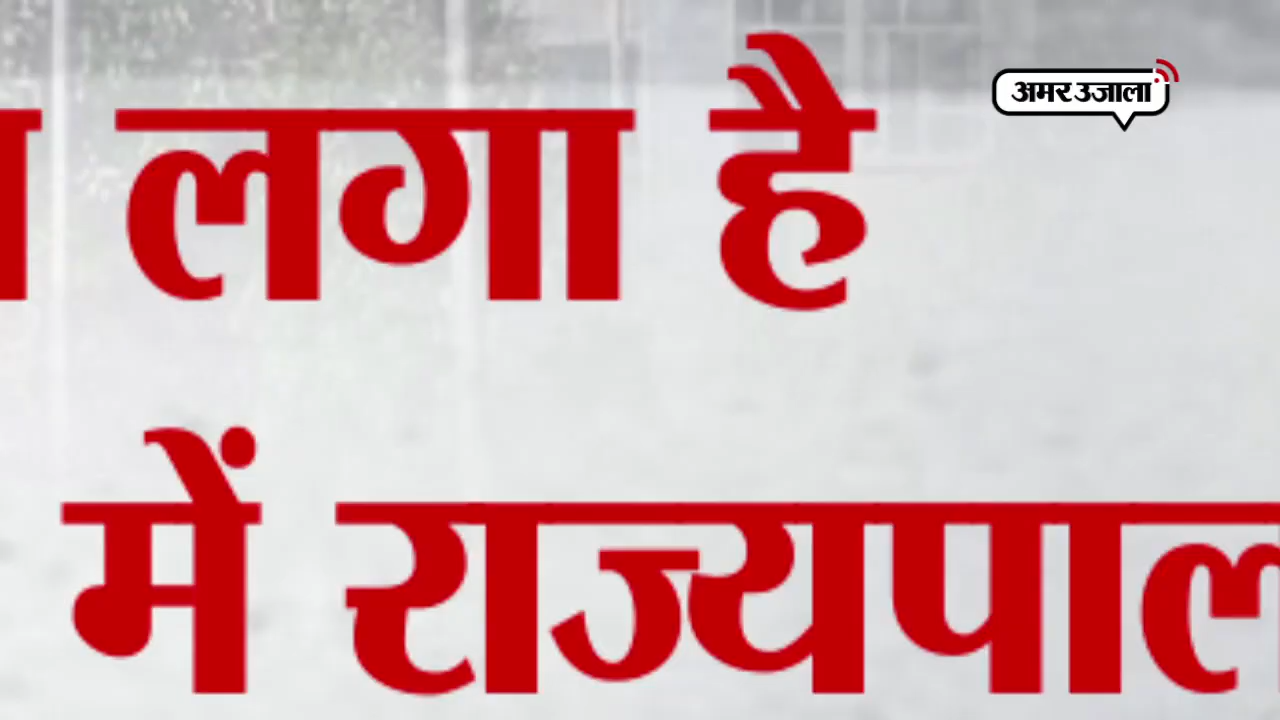 अमर उजाला
लगा है
में राज्यपाल